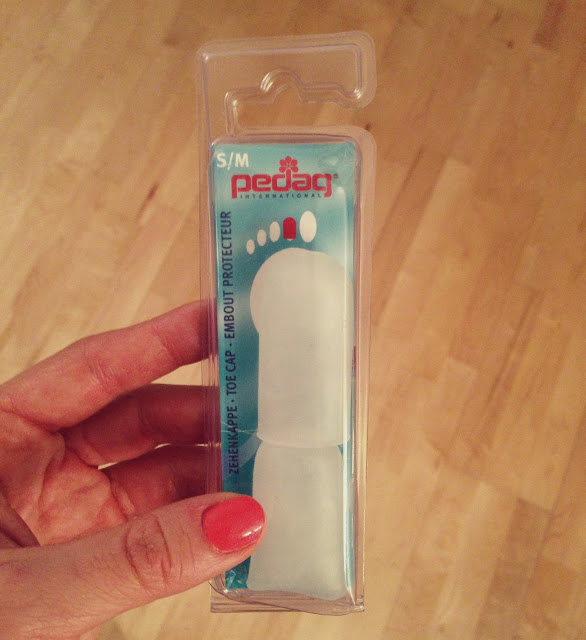 S/M
pedag®
INTERNATIONAL
ZEHENKAPPE · TOE CAP · EMBOUT PROTECTEUR